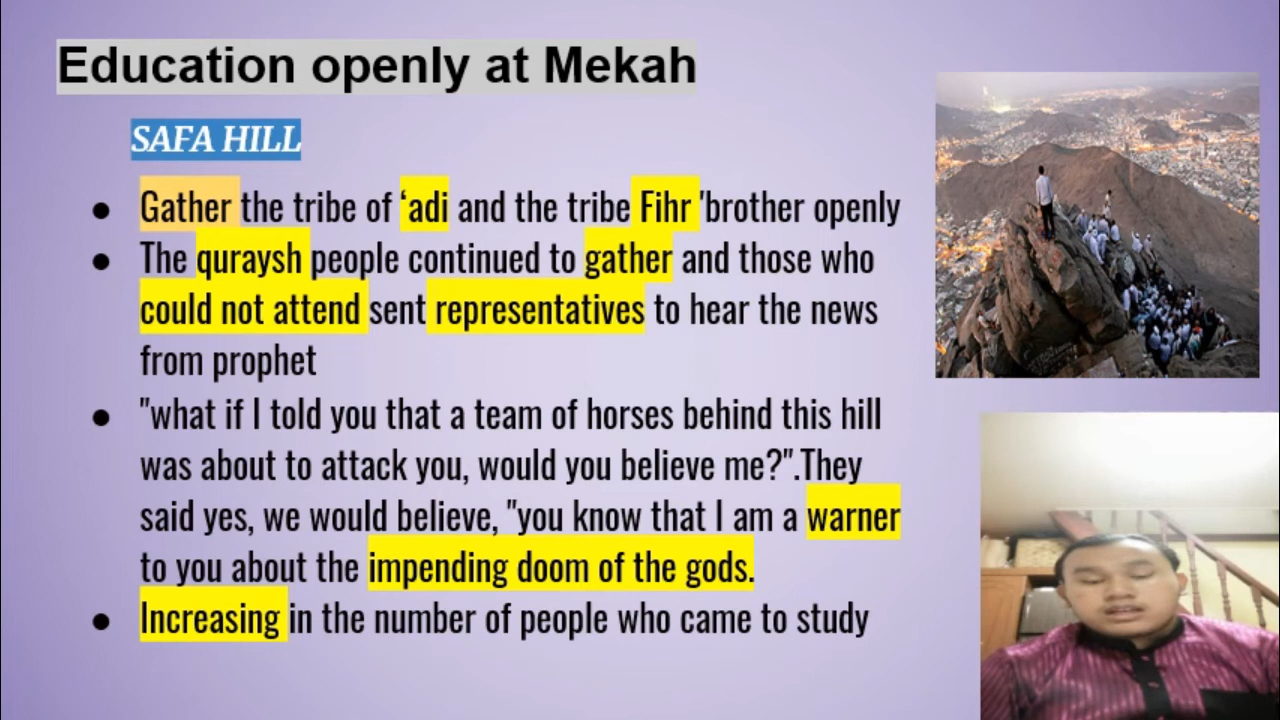 Education openly at Mekah
SAFA HILL
● Gather the tribe of ‘adi and the tribe Fihr 'brother openly
● The quraysh people continued to gather and those who
could not attend sent representatives to hear the news
from prophet
● "what if I told you that a team of horses behind this hill
was about to attack you, would you believe me?".They
said yes, we would believe, "you know that I am a warner
to you about the impending doom of the gods.
● Increasing in the number of people who came to study